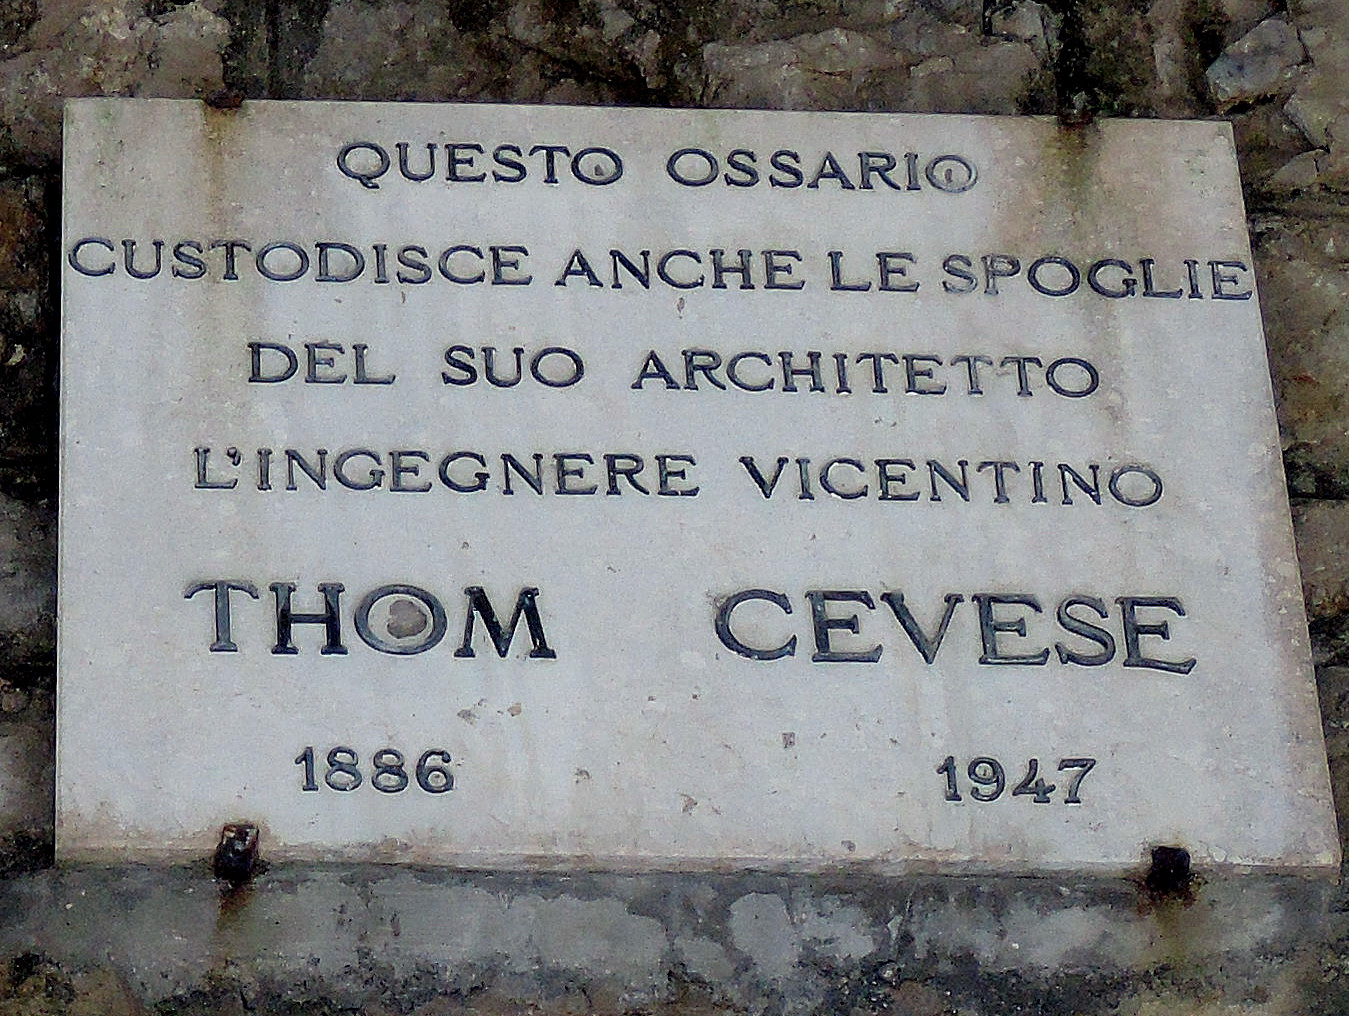 QUESTO OSSARIO
CUSTODISCE ANCHE LE SPOGLIE
DEL SUO ARCHITETTO
L'INGEGNERE VICENTINO
THOM CEVESE
1886 1947